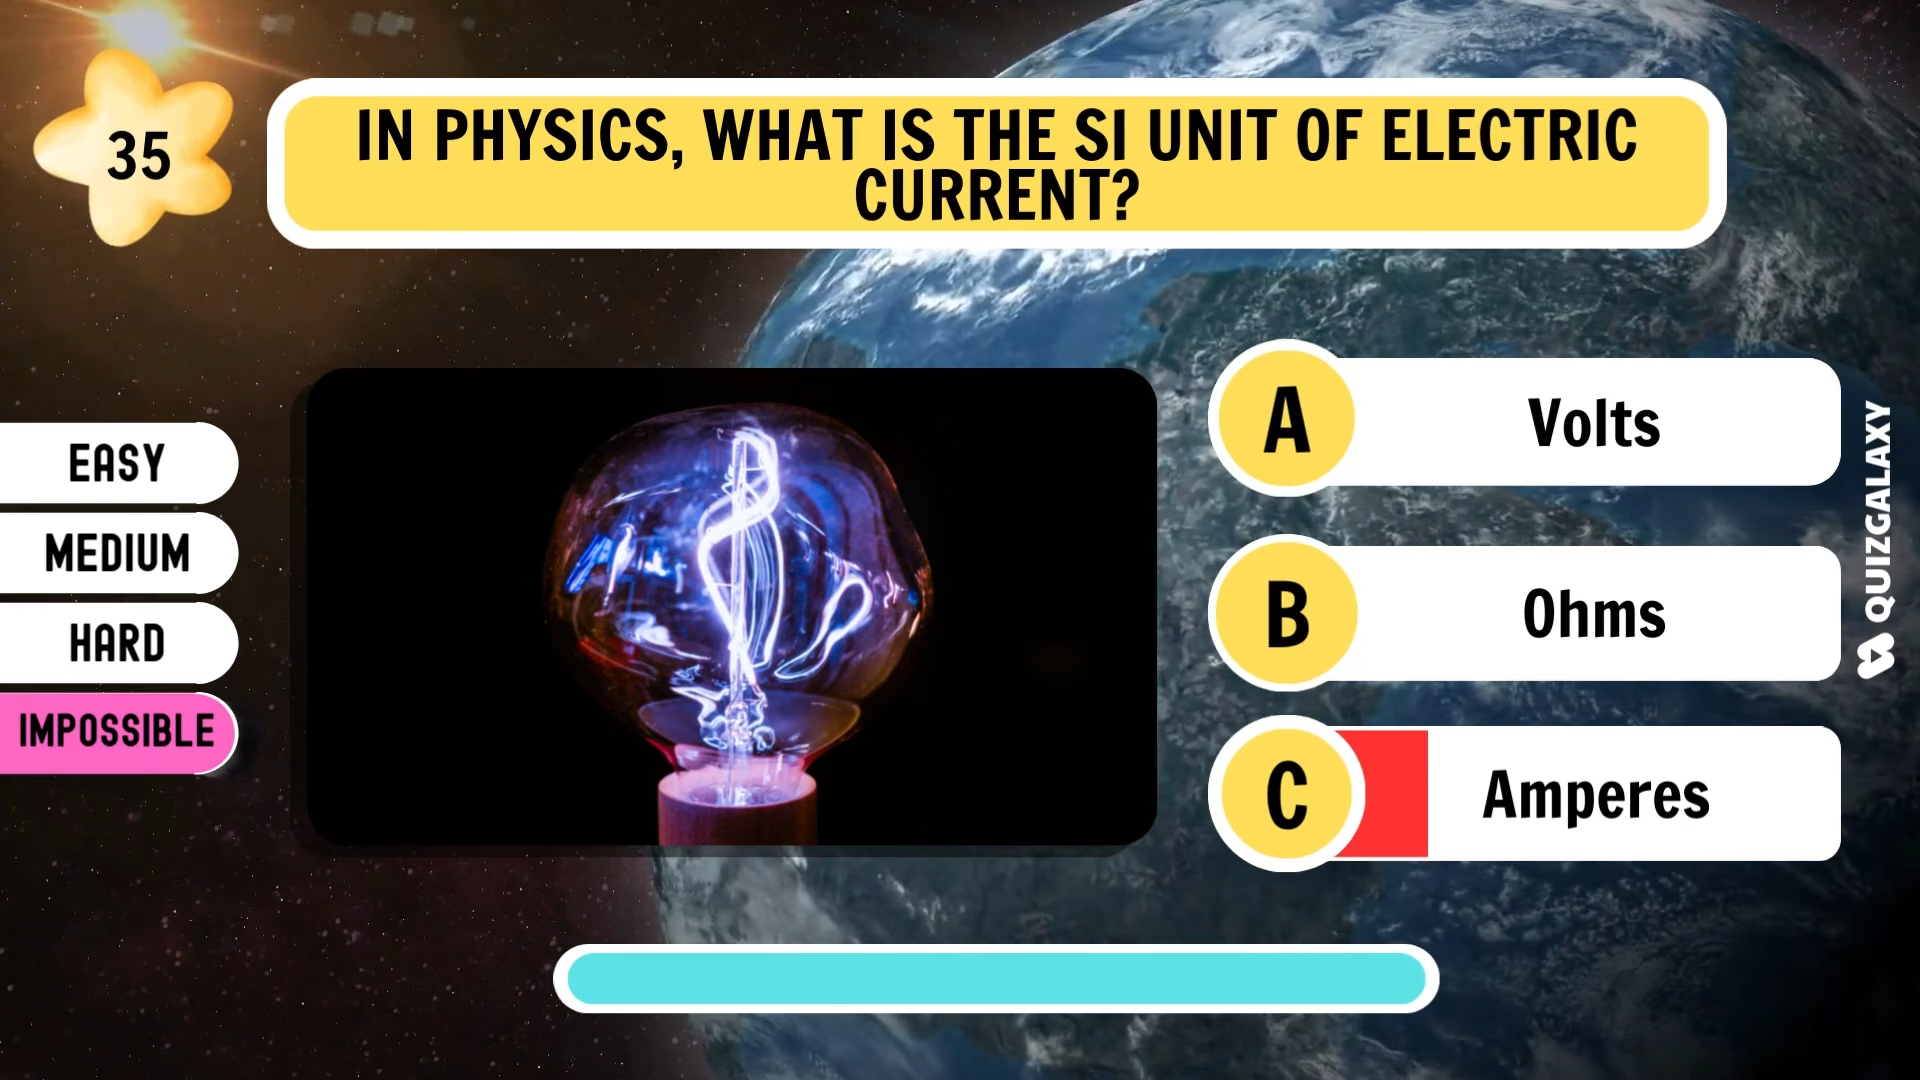 35
IN PHYSICS, WHAT IS THE SI UNIT OF ELECTRIC
CURRENT?
EASY
MEDIUM
HARD
IMPOSSIBLE
A
Volts
B
Ohms
C
Amperes
QUIZGALAXY